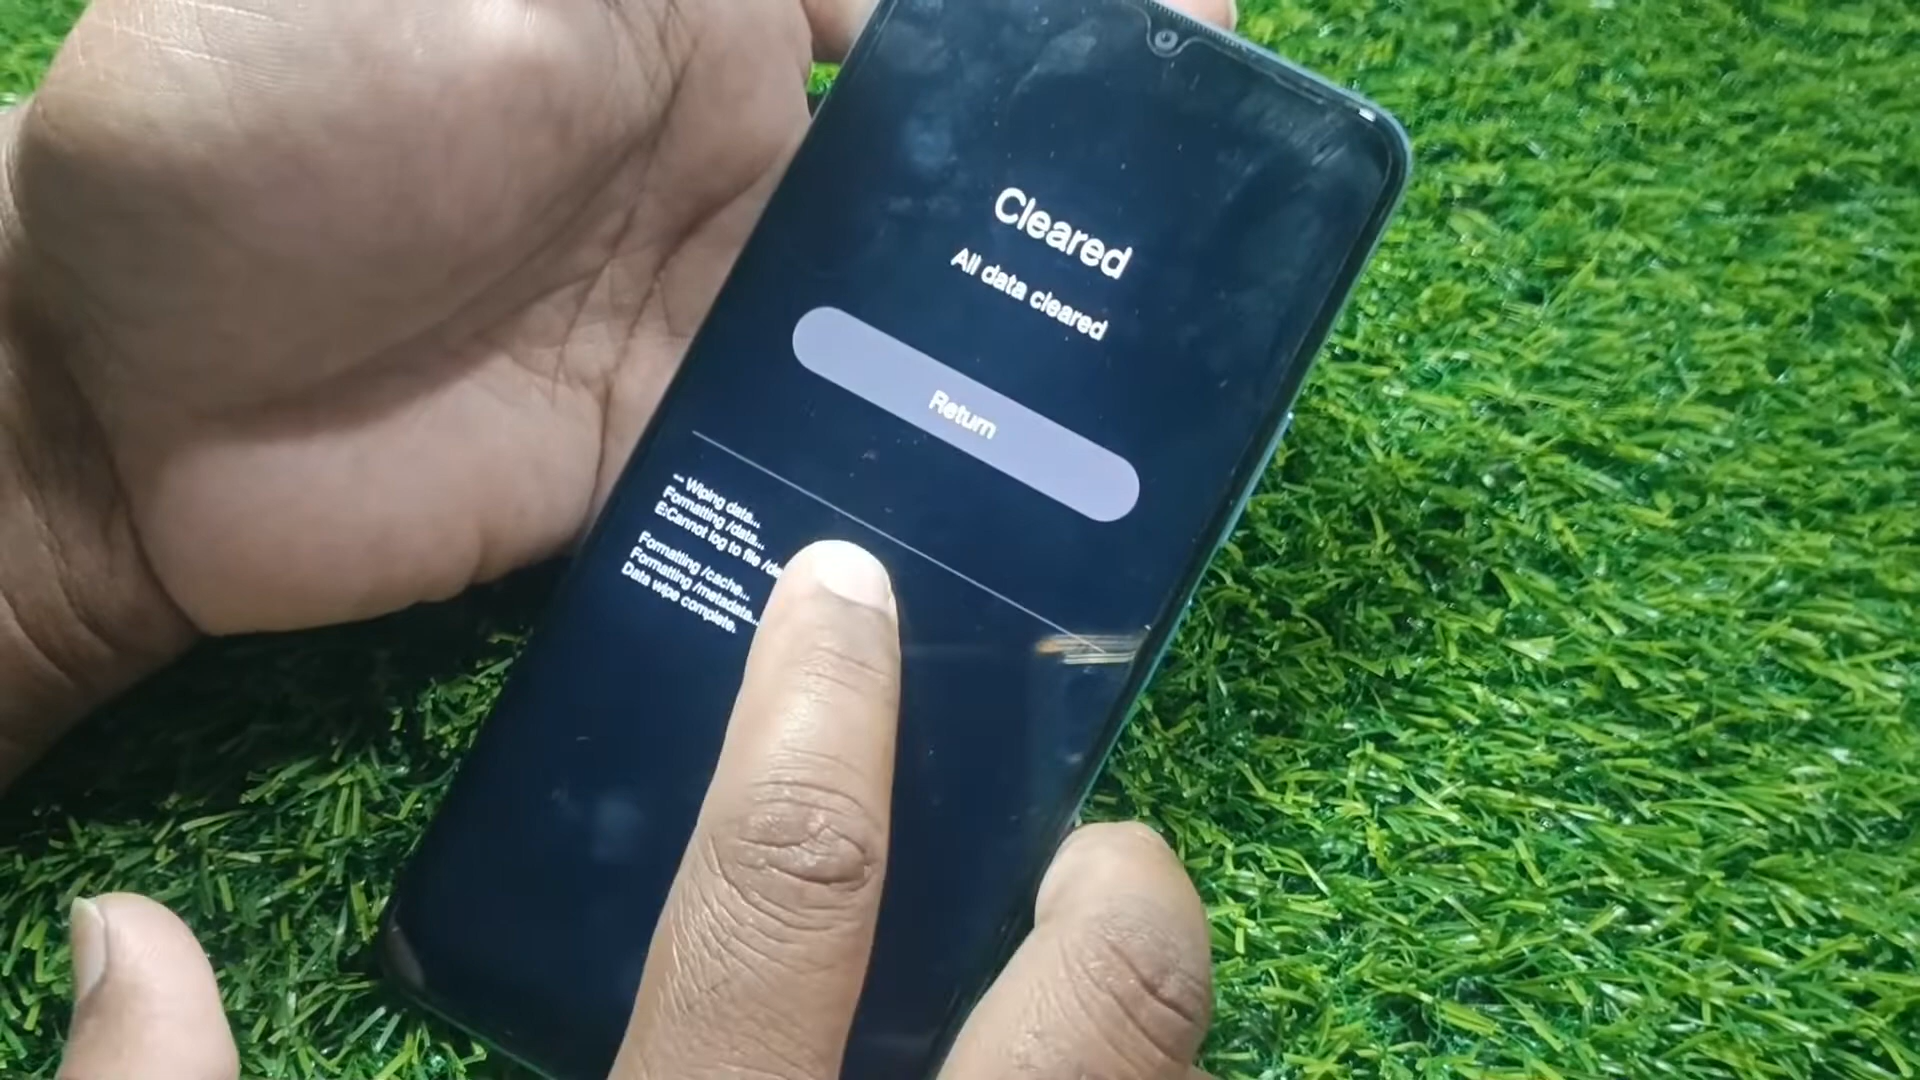 Cleared
All data cleared
Return
-- Wiping data...
Formatting /data...
E:Cannot log to file
Formatting /cache...
Formatting /metadata...
Data wipe complete.